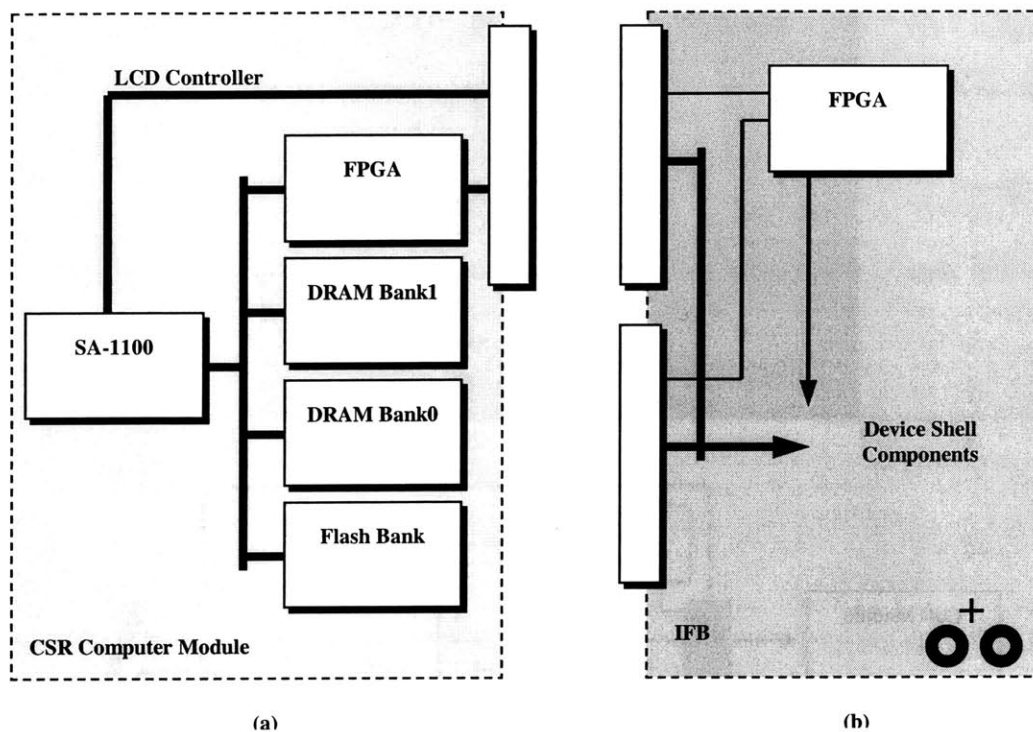 LCD Controller
FPGA
DRAM Bank1
SA-1100
DRAM Bank0
Flash Bank
CSR Computer Module
(a)
FPGA
Device Shell
Components
IFB
+
(b)